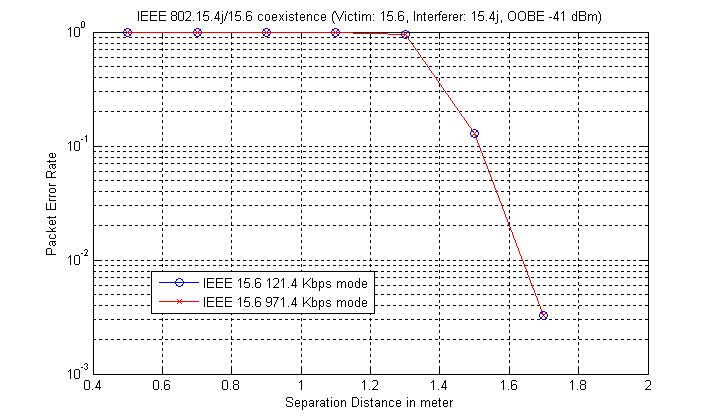 IEEE 802.15.4j/15.6 coexistence (Victim: 15.6, Interferer: 15.4j, OOBE -41 dBm)
10^0
10^-1
10^-2
10^-3
Packet Error Rate
IEEE 15.6 121.4 Kbps mode
IEEE 15.6 971.4 Kbps mode
0.4 0.6 0.8 1 1.2 1.4 1.6 1.8 2
Separation Distance in meter